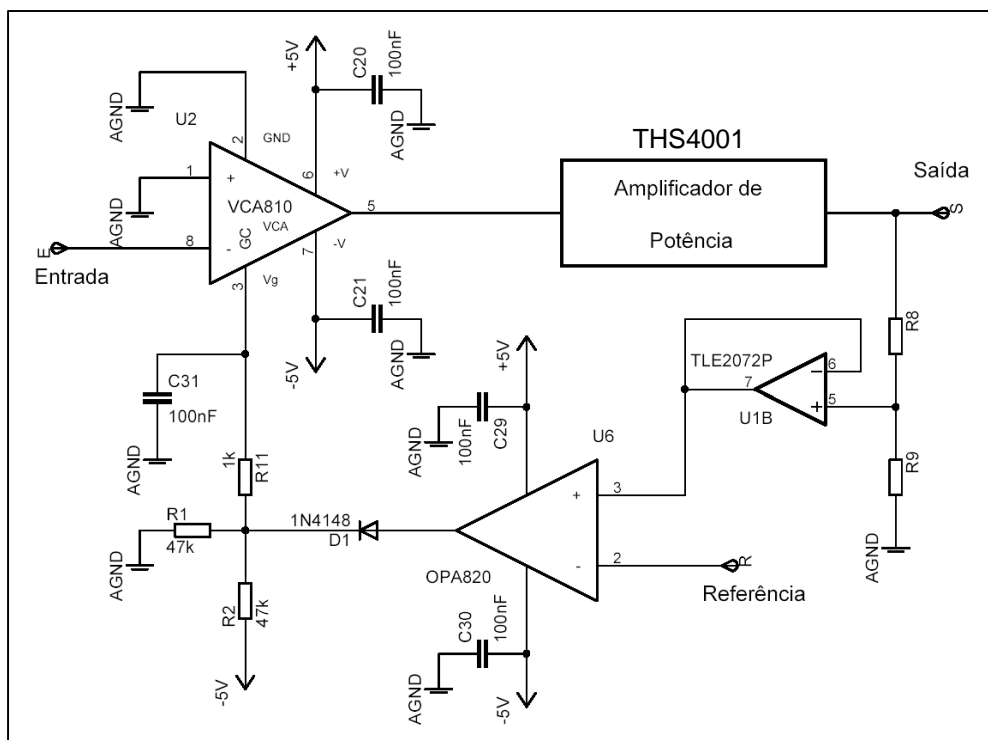 +5V
C20
100nF
AGND
AGND
U2
2
GND
AGND
1
+
6
+V
VCA810
VCA
5
E
Entrada
8
-
GC
7
-V
3
Vg
C21
100nF
AGND
-5V
THS4001
Amplificador de
Potência
Saída
S
R8
TLE2072P
6
7
5
U1B
R9
AGND
C31
100nF
AGND
1k
R11
+5V
100nF
C29
AGND
U6
+
3
-
2
R
Referência
OPA820
1N4148
D1
R1
47k
AGND
R2
47k
-5V
C30
100nF
AGND
-5V